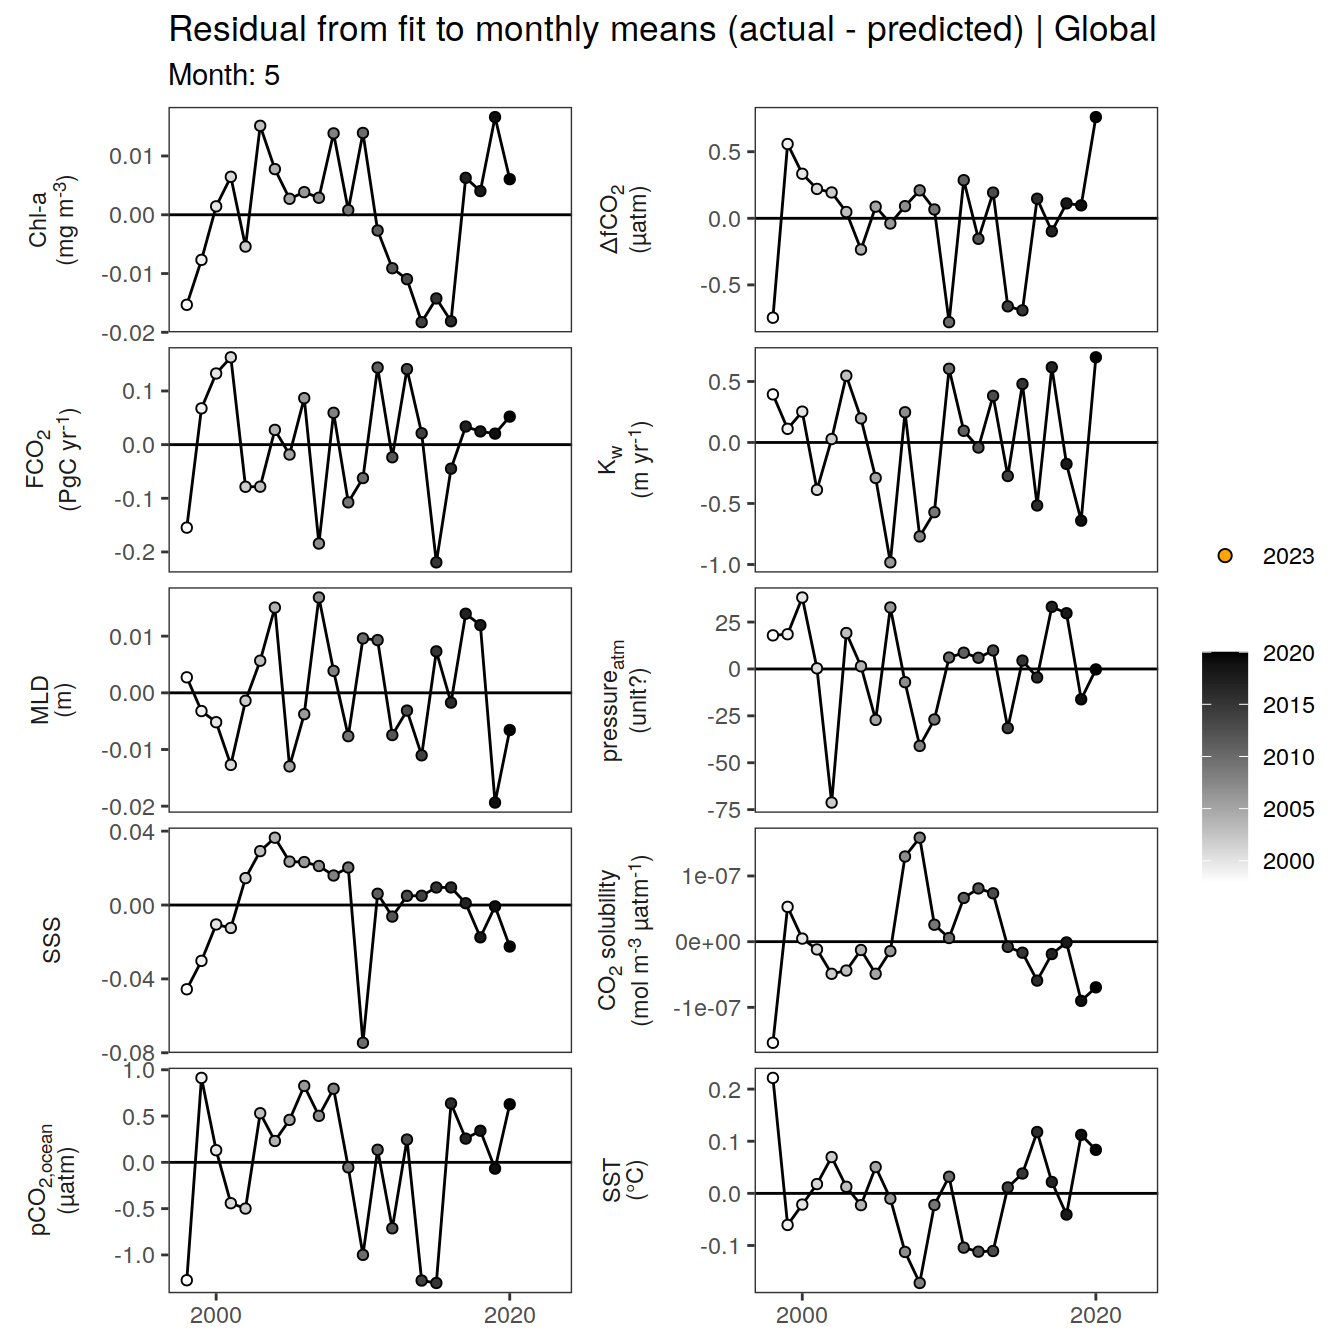 Residual from fit to monthly means (actual - predicted) | Global
Month: 5
Chl-a
(mg m-3)
0.01
0.00
-0.01
-0.02
ΔfCO2
(µatm)
0.5
0.0
-0.5
FCO2
(PgC yr-1)
0.1
0.0
-0.1
-0.2
Kw
(m yr-1)
0.5
0.0
-0.5
-1.0
MLD
(m)
0.01
0.00
-0.01
-0.02
pressureatm
(unit?)
25
0
-25
-50
-75
SSS
0.04
0.00
-0.04
-0.08
CO2 solubility
(mol m-3 µatm-1)
1e-07
0e+00
-1e-07
pCO2,ocean
(µatm)
1.0
0.5
0.0
-0.5
-1.0
2000
2020
SST
(°C)
0.2
0.1
0.0
-0.1
2000
2020
2023
2020
2015
2010
2005
2000